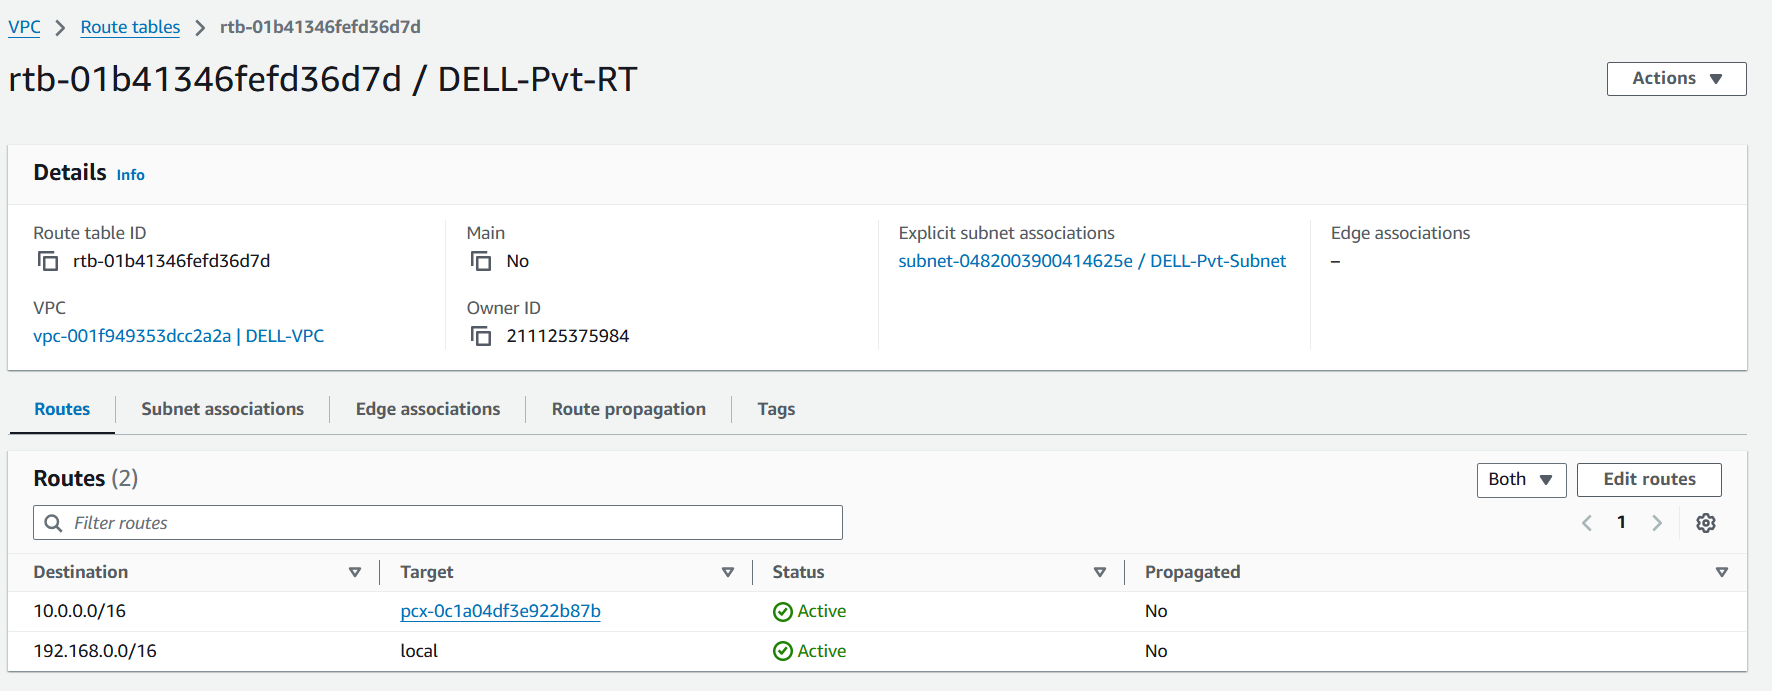 VPC > Route tables > rtb-01b41346fefd36d7d
rtb-01b41346fefd36d7d / DELL-Pvt-RT
Actions
Details Info
Route table ID
rtb-01b41346fefd36d7d
Main
No
Explicit subnet associations
subnet-0482003900414625e / DELL-Pvt-Subnet
Edge associations
–
VPC
vpc-001f949353dcc2a2a | DELL-VPC
Owner ID
211125375984
Routes Subnet associations Edge associations Route propagation Tags
Routes (2)
Both Edit routes
Filter routes
1
Destination Target Status Propagated
10.0.0.0/16 pcx-0c1a04df3e922b87b Active No
192.168.0.0/16 local Active No